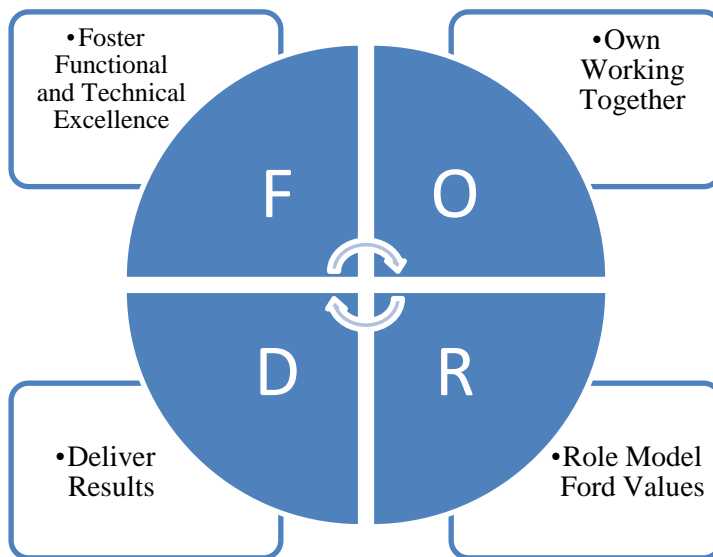 •Foster
Functional
and Technical
Excellence
•Own
Working
Together
F
O
D
R
•Deliver
Results
•Role Model
Ford Values